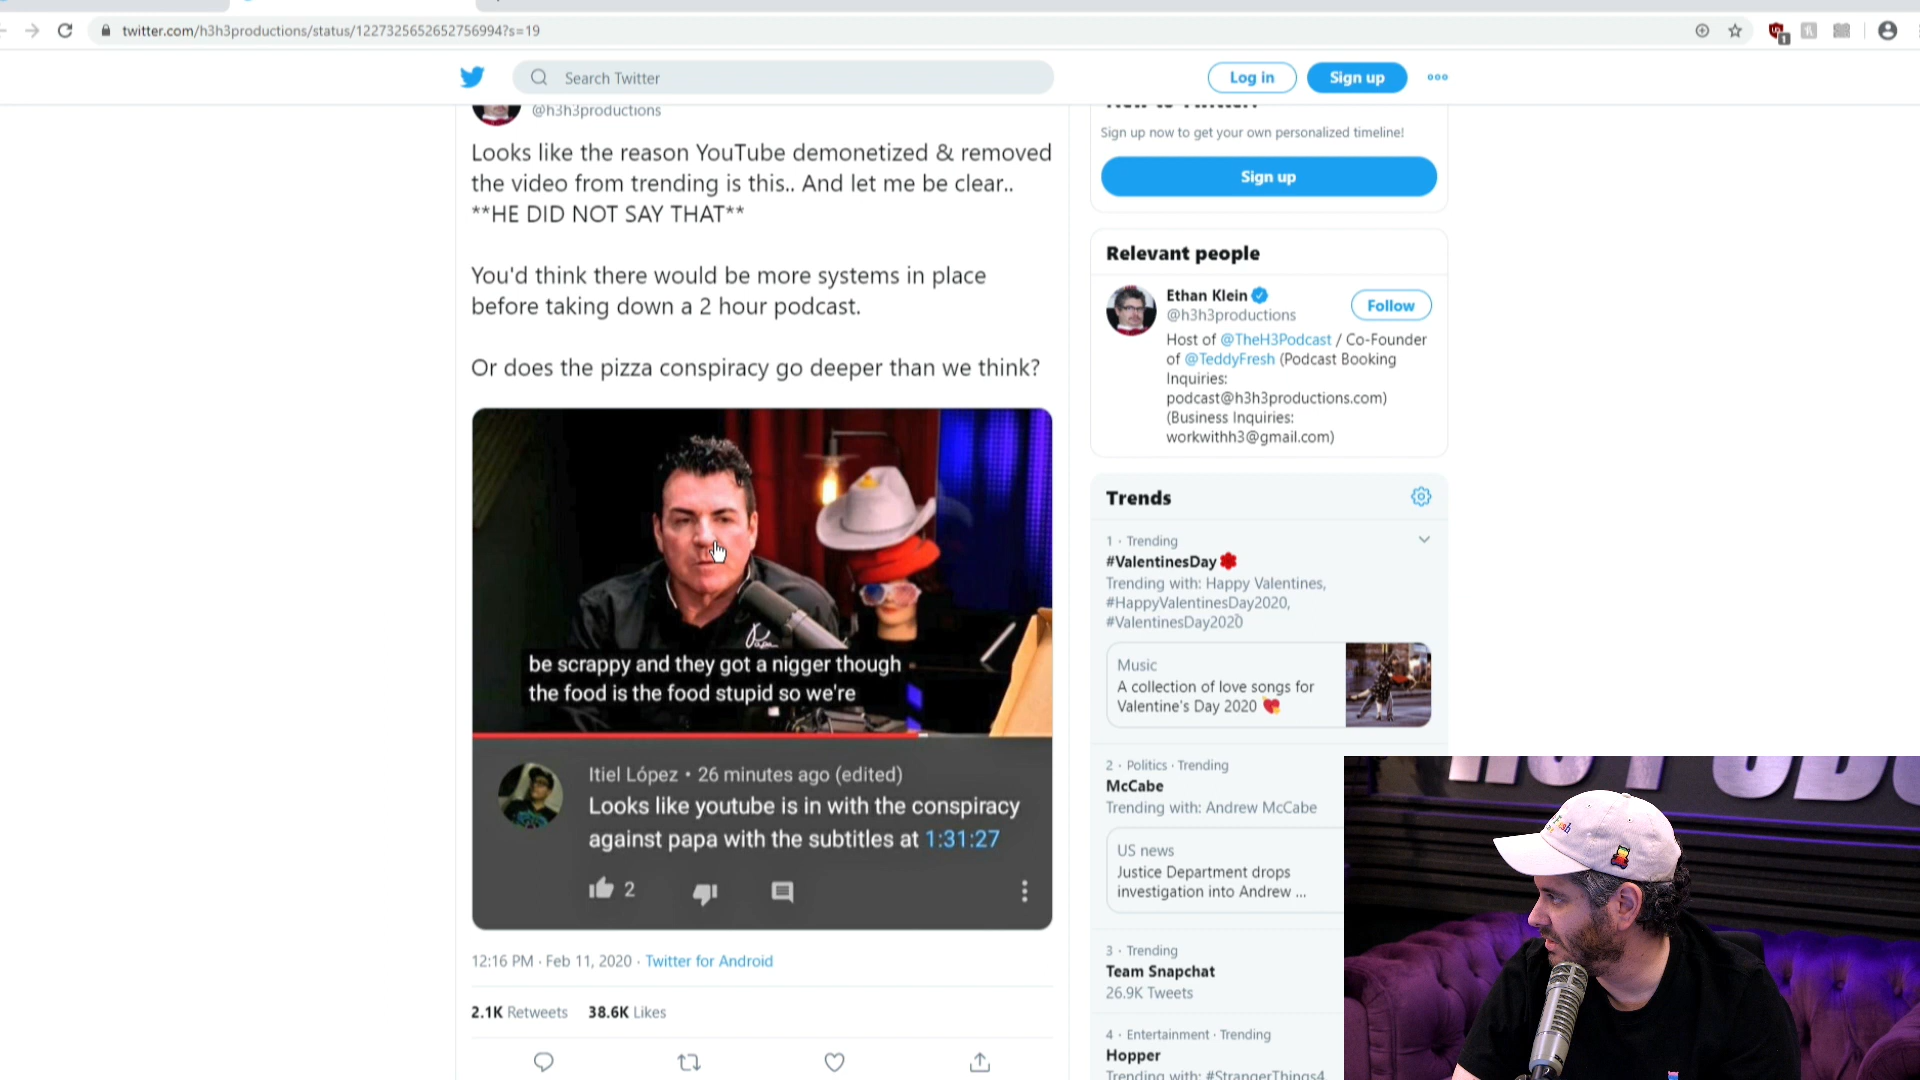 twitter.com/h3h3productions/status/1227325652652756994?s=19
Search Twitter
Log in
Sign up
@h3h3productions
Looks like the reason YouTube demonetized & removed
the video from trending is this.. And let me be clear..
**HE DID NOT SAY THAT**
You'd think there would be more systems in place
before taking down a 2 hour podcast.
Or does the pizza conspiracy go deeper than we think?
be scrappy and they got a nigger though
the food is the food stupid so we're
Itiel López • 26 minutes ago (edited)
Looks like youtube is in with the conspiracy
against papa with the subtitles at 1:31:27
2
12:16 PM · Feb 11, 2020 · Twitter for Android
2.1K Retweets 38.6K Likes
Sign up now to get your own personalized timeline!
Sign up
Relevant people
Ethan Klein
@h3h3productions
Follow
Host of @TheH3Podcast / Co-Founder
of @TeddyFresh (Podcast Booking
Inquiries:
podcast@h3h3productions.com)
(Business Inquiries:
workwithh3@gmail.com)
Trends
1 · Trending
#ValentinesDay
Trending with: Happy Valentines,
#HappyValentinesDay2020,
#ValentinesDay2020
Music
A collection of love songs for
Valentine's Day 2020
2 · Politics · Trending
McCabe
Trending with: Andrew McCabe
US news
Justice Department drops
investigation into Andrew ...
3 · Trending
Team Snapchat
26.9K Tweets
4 · Entertainment · Trending
Hopper
Trending with: #StrangerThings4